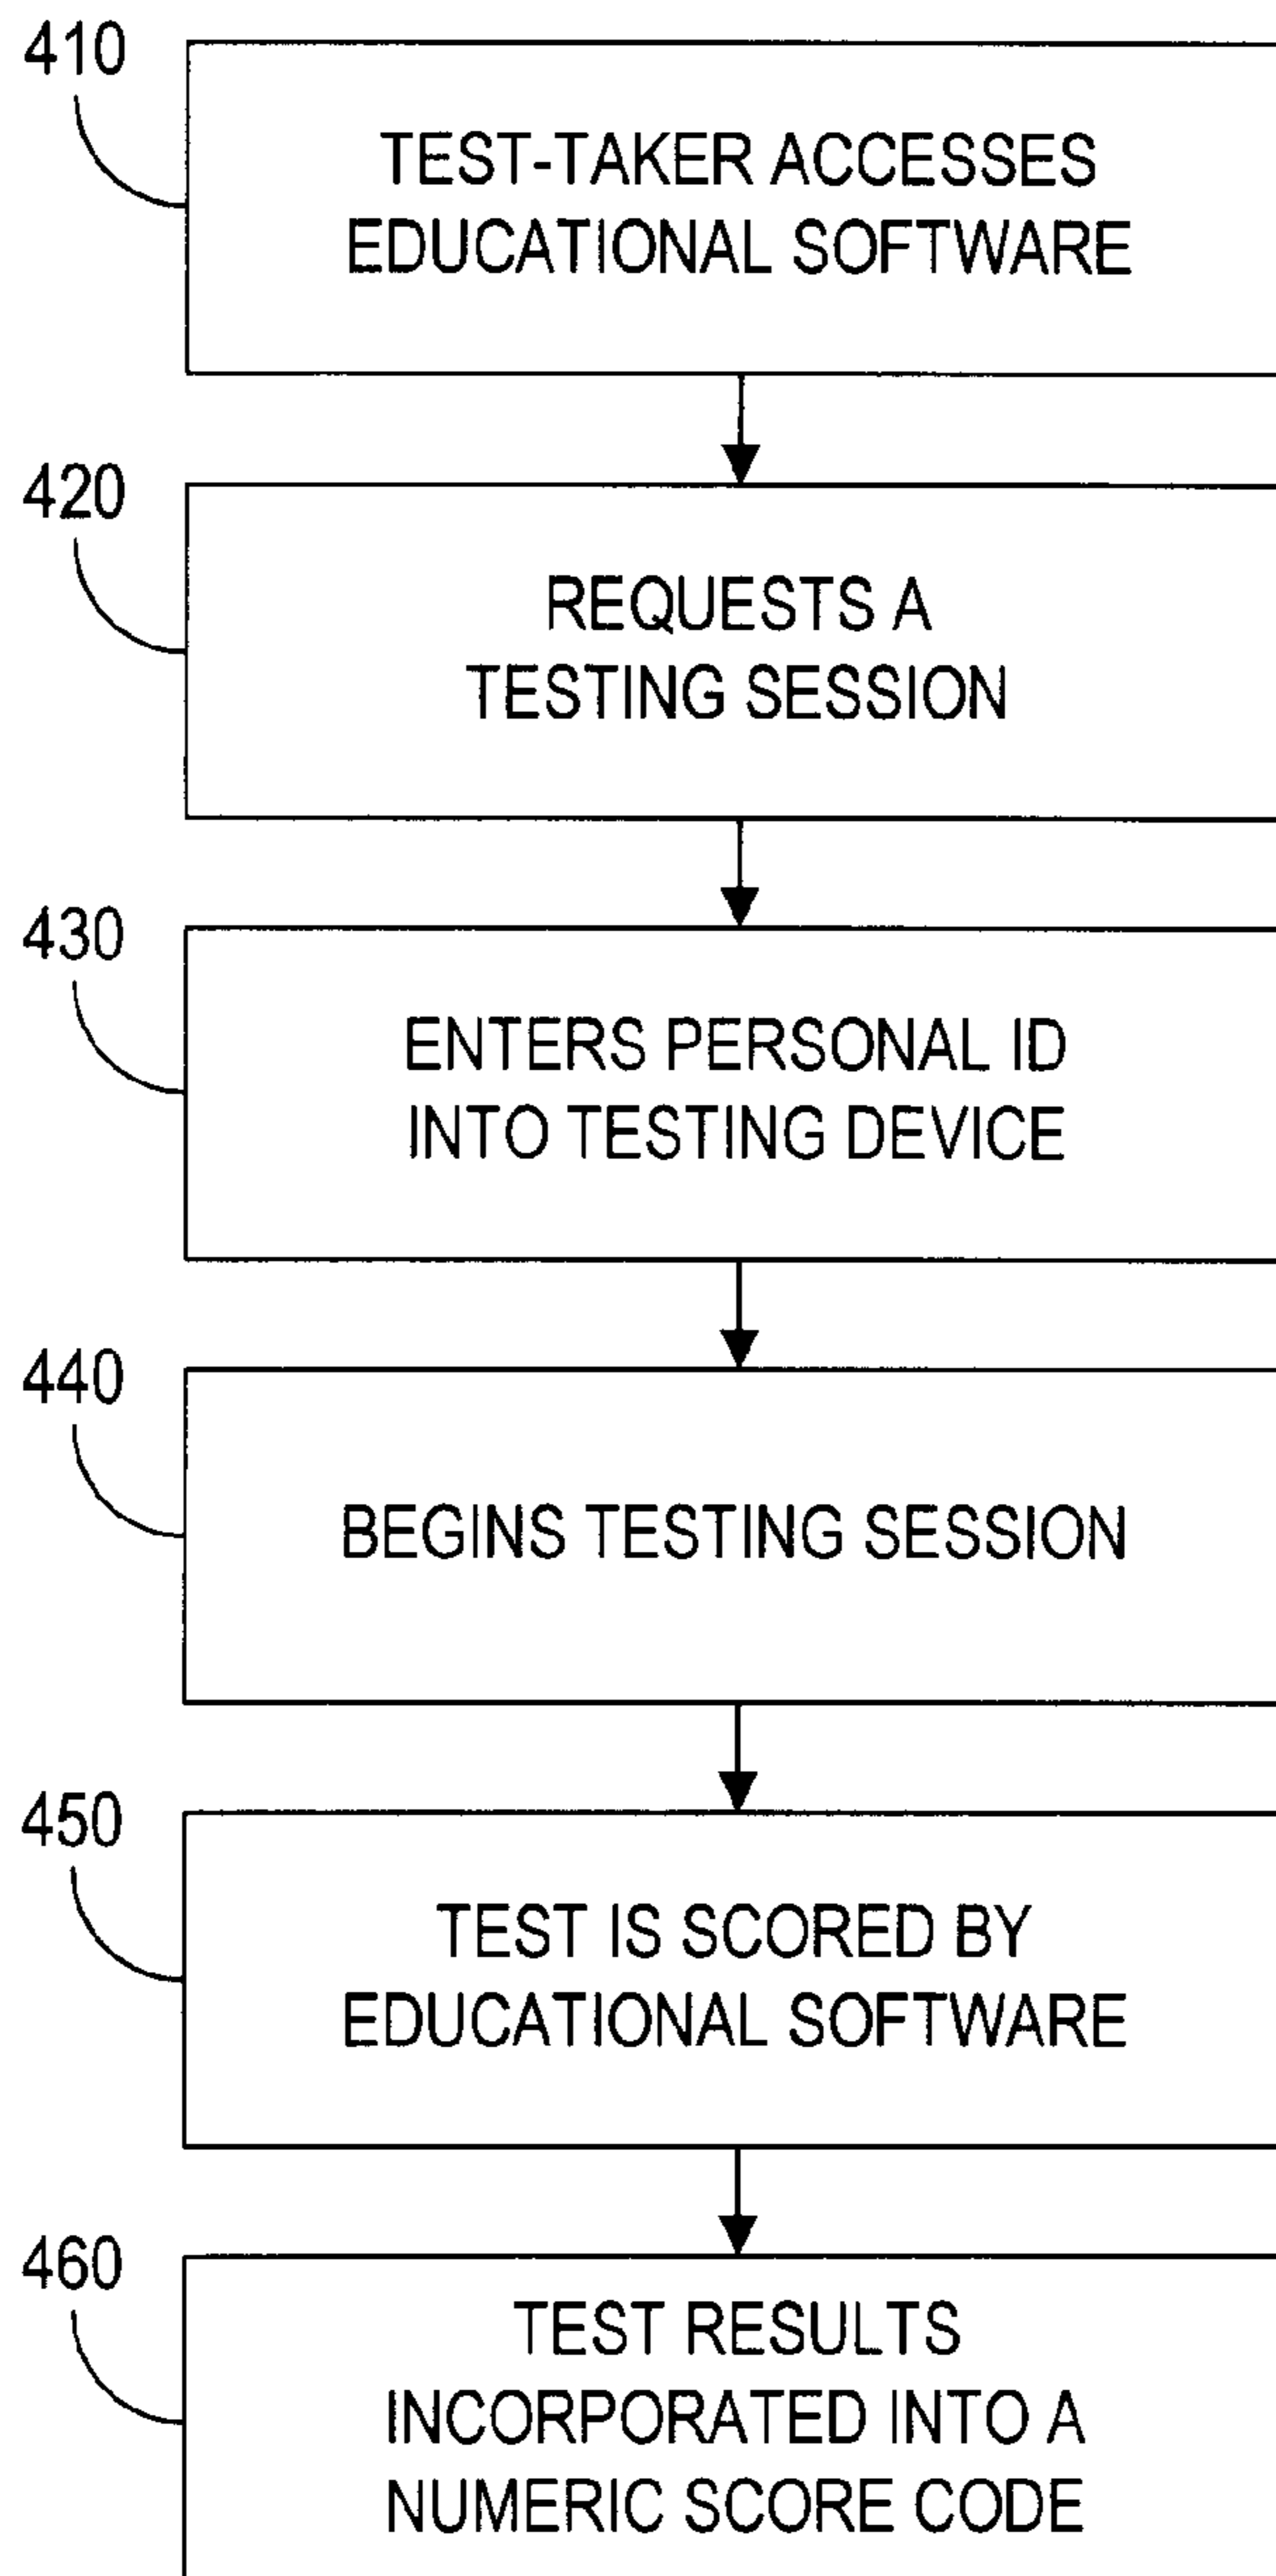 410
TEST-TAKER ACCESSES
EDUCATIONAL SOFTWARE
420
REQUESTS A
TESTING SESSION
430
ENTERS PERSONAL ID
INTO TESTING DEVICE
440
BEGINS TESTING SESSION
450
TEST IS SCORED BY
EDUCATIONAL SOFTWARE
460
TEST RESULTS
INCORPORATED INTO A
NUMERIC SCORE CODE